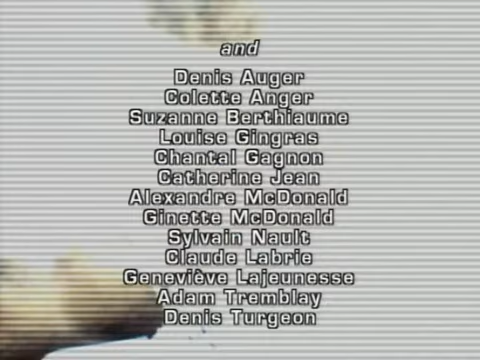 and
Denis Auger
Colette Anger
Suzanne Berthiaume
Louise Gingras
Chantal Gagnon
Catherine Jean
Alexandre McDonald
Ginette McDonald
Sylvain Nault
Claude Labrie
Geneviève Lajeunesse
Adam Tremblay
Denis Turgeon